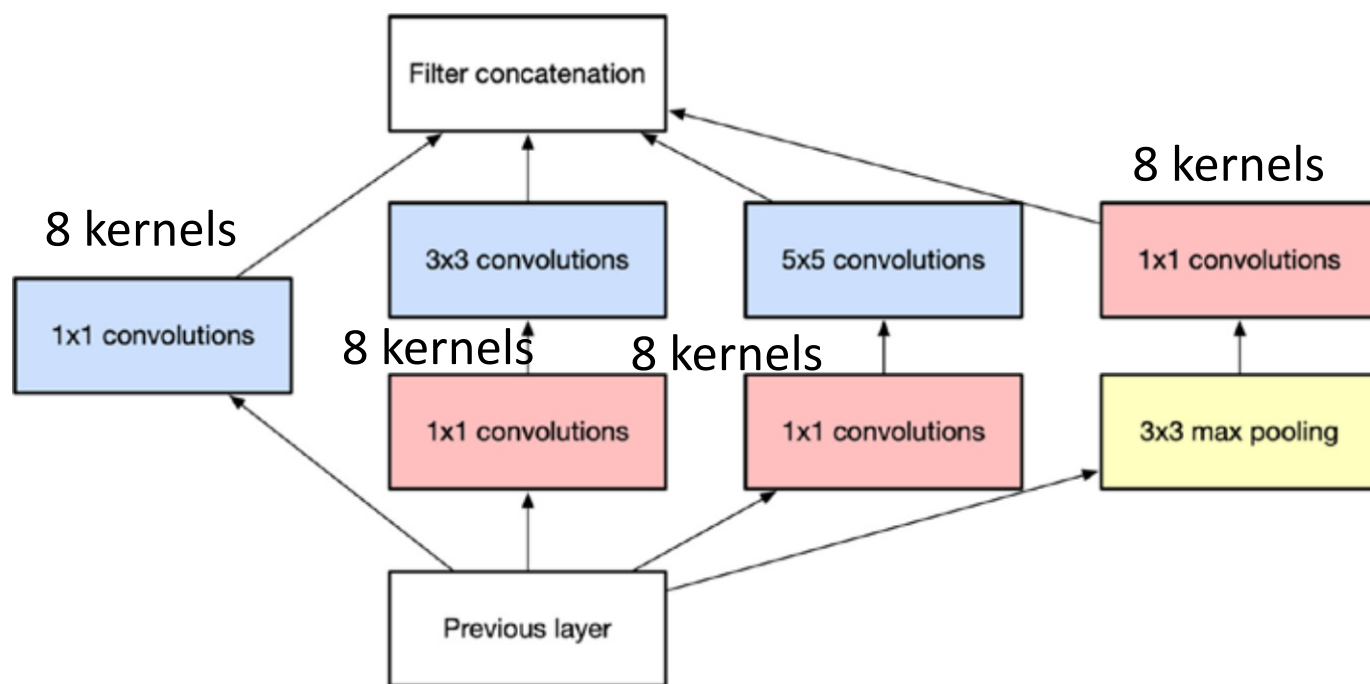 Filter concatenation
8 kernels
8 kernels
3x3 convolutions
5x5 convolutions
1x1 convolutions
1x1 convolutions
8 kernels
8 kernels
1x1 convolutions
1x1 convolutions
3x3 max pooling
Previous layer